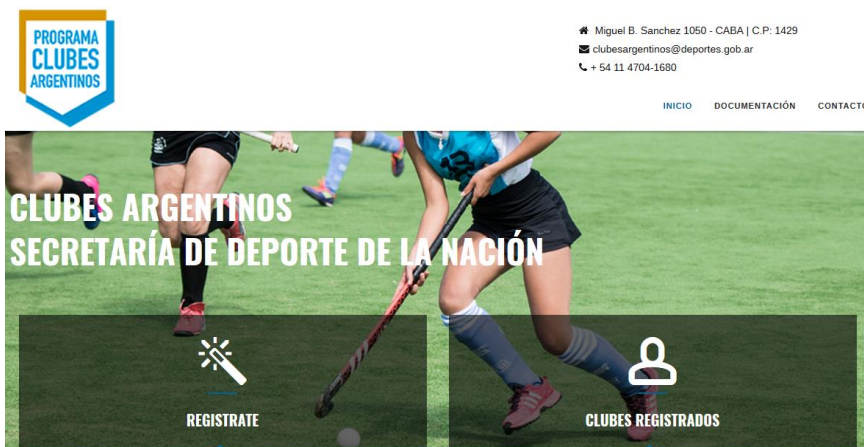 PROGRAMA
CLUBES
ARGENTINOS
Miguel B. Sanchez 1050 - CABA | C.P: 1429
clubesargentinos@deportes.gob.ar
+ 54 11 4704-1680
INICIO DOCUMENTACIÓN CONTACTO
CLUBES ARGENTINOS
SECRETARÍA DE DEPORTE DE LA NACIÓN
REGISTRATE
CLUBES REGISTRADOS